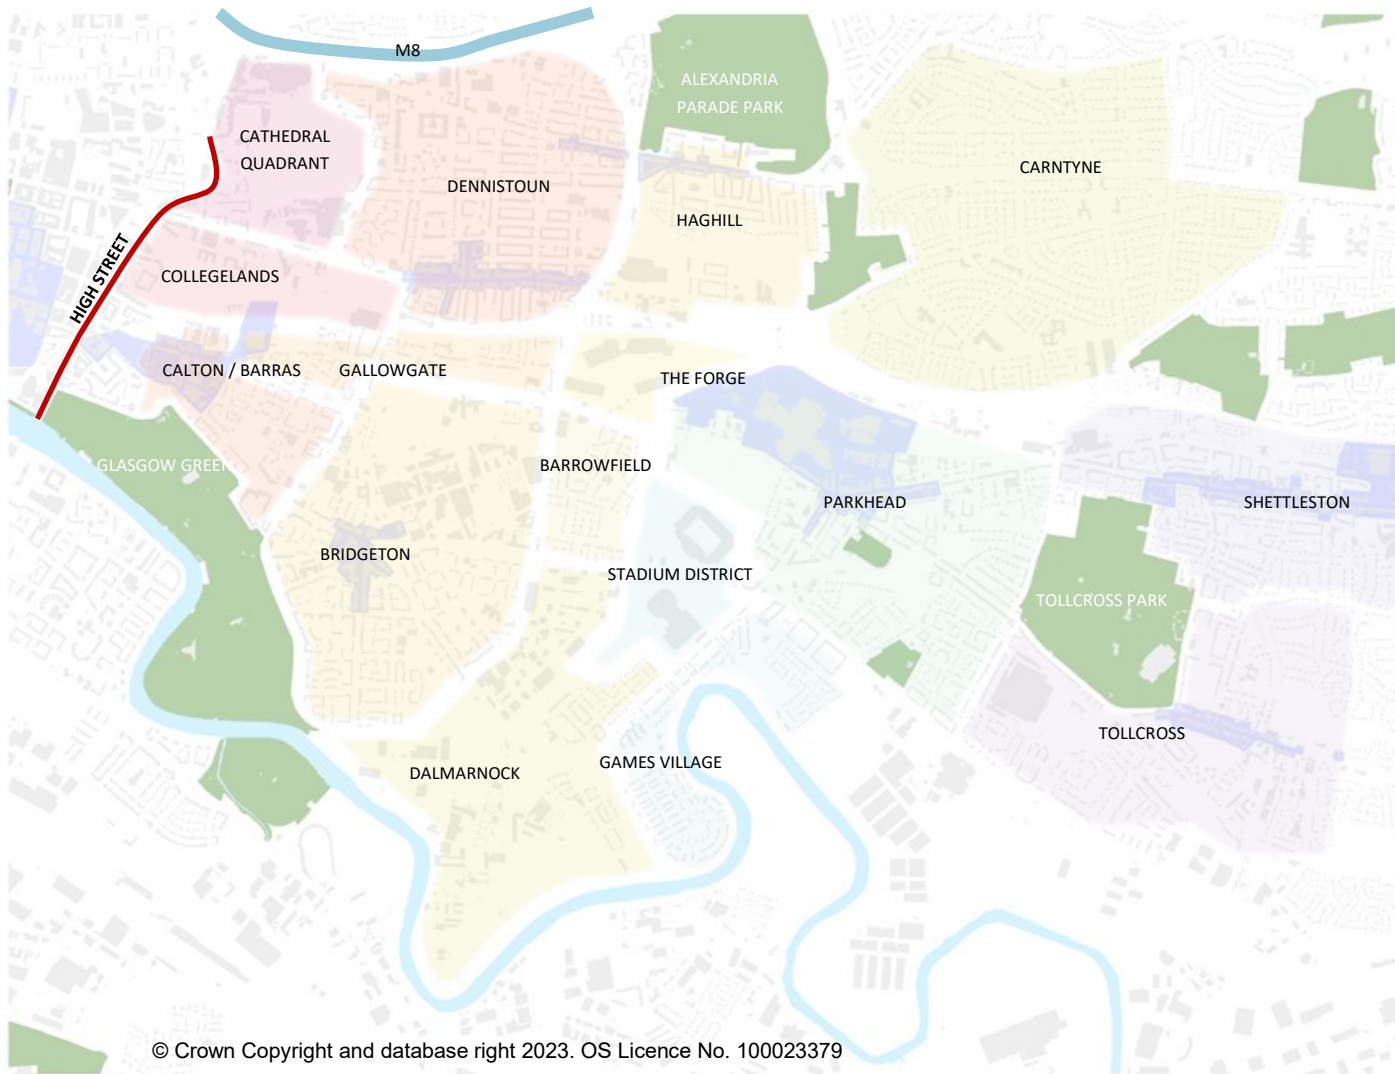 M8
ALEXANDRIA
PARADE PARK
CATHEDRAL
QUADRANT
CARNTYNE
DENNISTOUN
HAGHILL
HIGH STREET
COLLEGELANDS
CALTON / BARRAS
GALLOWGATE
THE FORGE
GLASGOW GREEN
BARROWFIELD
PARKHEAD
SHETTLESTON
BRIDGETON
STADIUM DISTRICT
TOLLCROSS PARK
TOLLCROSS
GAMES VILLAGE
DALMARNOCK
© Crown Copyright and database right 2023. OS Licence No. 100023379